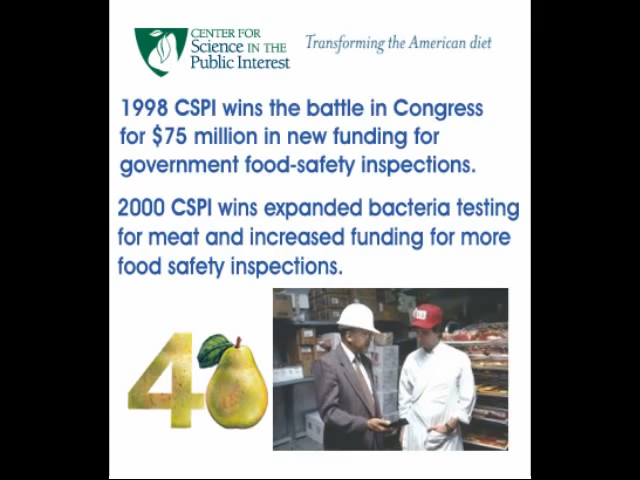 CENTER FOR
Science IN THE
Public Interest
Transforming the American diet
1998 CSPI wins the battle in Congress
for $75 million in new funding for
government food-safety inspections.
2000 CSPI wins expanded bacteria testing
for meat and increased funding for more
food safety inspections.
40